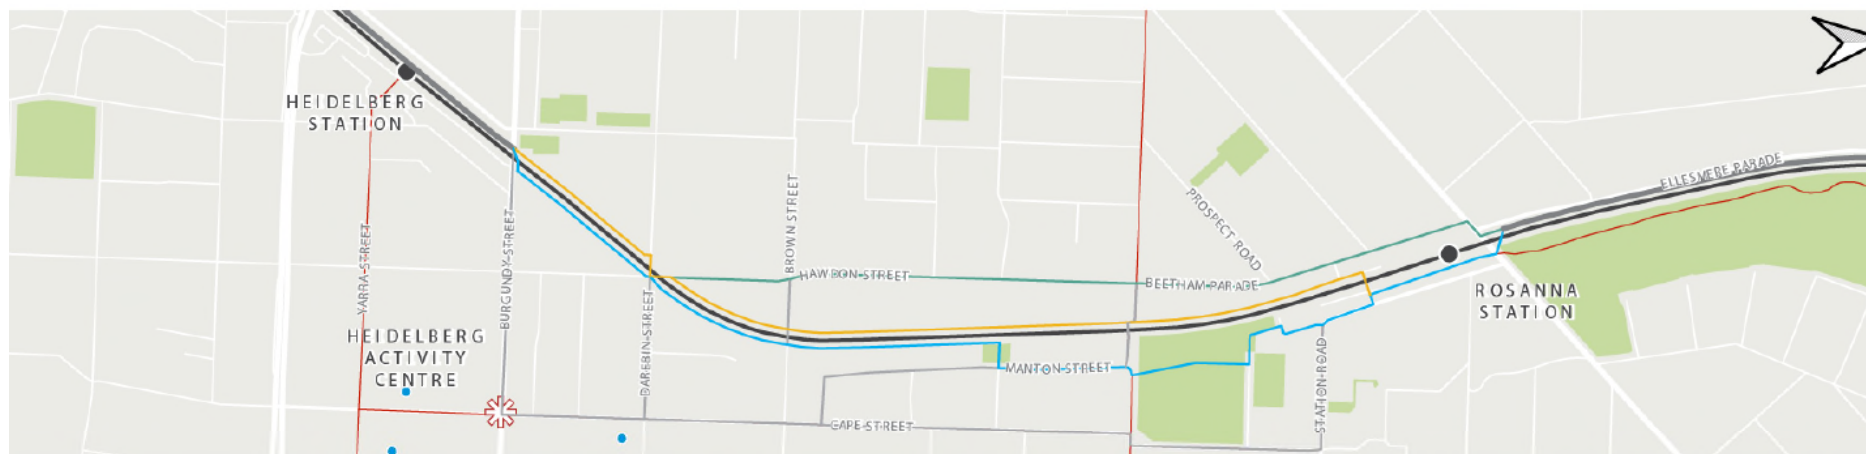 HEIDELBERG
STATION
YARRA STREET
BURGUNDY STREET
HEIDELBERG
ACTIVITY
CENTRE
DAREBIN STREET
BROWN STREET
HAWDON STREET
CAPE STREET
MANTON STREET
BEETHAM PARADE
PROSPECT ROAD
STATION ROAD
ROSANNA
STATION
ELLESMERE PARADE